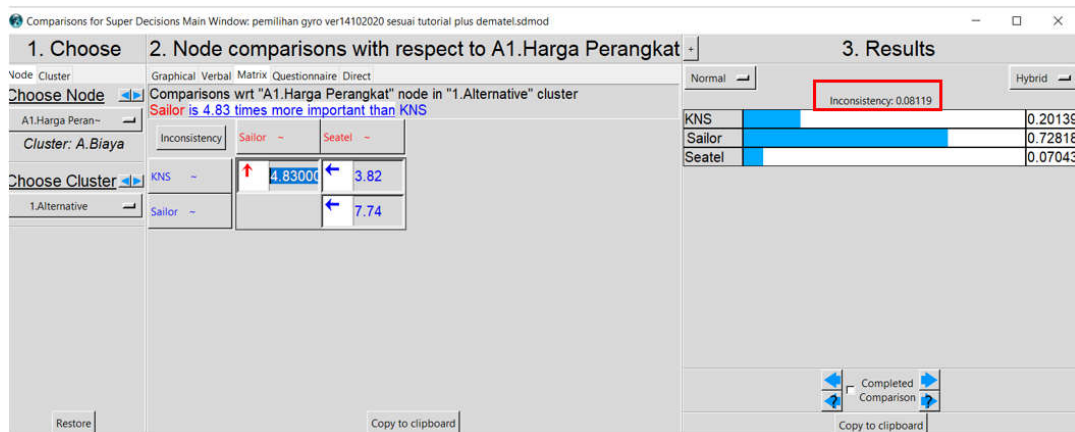 Comparisons for Super Decisions Main Window: pemilihan gyro ver14102020 sesuai tutorial plus dematel.sdmod
1. Choose
Node Cluster
Choose Node
A1.Harga Peran~
Cluster: A.Biaya
Choose Cluster
1.Alternative
Restore
2. Node comparisons with respect to A1.Harga Perangkat
Graphical Verbal Matrix Questionnaire Direct
Comparisons wrt "A1.Harga Perangkat" node in "1.Alternative" cluster
Sailor is 4.83 times more important than KNS
Inconsistency Sailor ~ Seatel ~
KNS ~ 4.83000 3.82
Sailor ~ 7.74
Copy to clipboard
+ 3. Results
Normal Hybrid
Inconsistency: 0.08119
KNS 0.20139
Sailor 0.72818
Seatel 0.07043
Completed
Comparison
Copy to clipboard